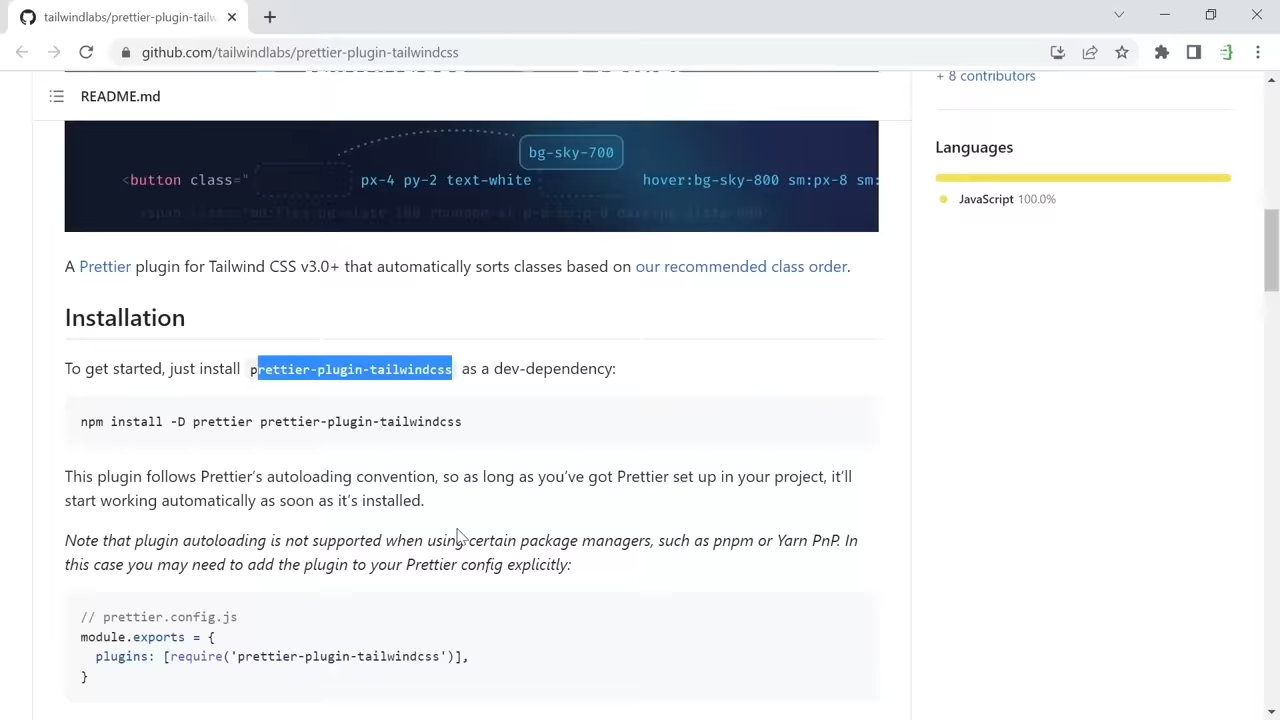 tailwindlabs/prettier-plugin-tailw
github.com/tailwindlabs/prettier-plugin-tailwindcss
README.md
+ 8 contributors
bg-sky-700
<button class="
px-4 py-2 text-white
hover:bg-sky-800 sm:px-8 sm:
Languages
JavaScript 100.0%
A Prettier plugin for Tailwind CSS v3.0+ that automatically sorts classes based on our recommended class order.
Installation
To get started, just install prettier-plugin-tailwindcss as a dev-dependency:
npm install -D prettier prettier-plugin-tailwindcss
This plugin follows Prettier’s autoloading convention, so as long as you’ve got Prettier set up in your project, it’ll
start working automatically as soon as it’s installed.
Note that plugin autoloading is not supported when using certain package managers, such as pnpm or Yarn PnP. In
this case you may need to add the plugin to your Prettier config explicitly:
// prettier.config.js
module.exports = {
plugins: [require('prettier-plugin-tailwindcss')],
}